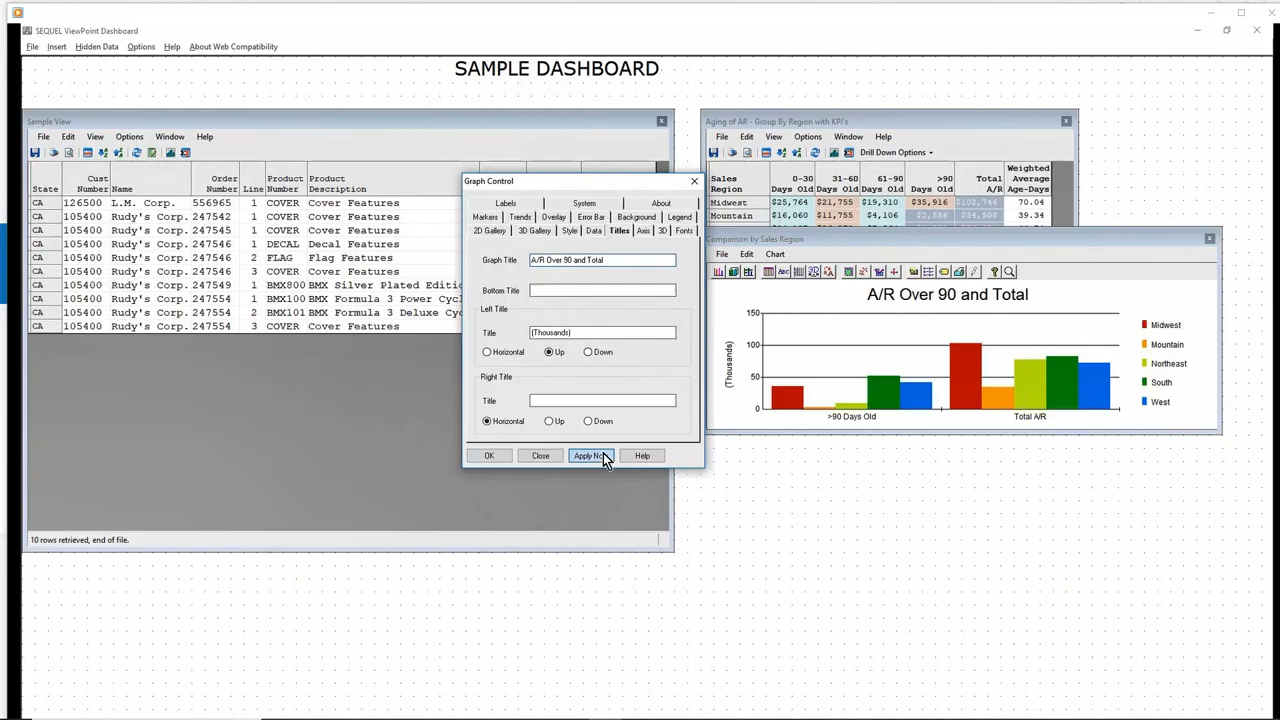 SEQUEL ViewPoint Dashboard
File Insert Hidden Data Options Help About Web Compatibility
SAMPLE DASHBOARD
Sample View
File Edit View Options Window Help
State Cust Number Name Order Number Line Product Number Product Description
CA 126500 L.M. Corp. 556965 1 COVER Cover Features
CA 105400 Rudy's Corp. 247542 1 COVER Cover Features
CA 105400 Rudy's Corp. 247546 1 DECAL Decal Features
CA 105400 Rudy's Corp. 247546 2 FLAG Flag Features
CA 105400 Rudy's Corp. 247546 3 COVER Cover Features
CA 105400 Rudy's Corp. 247549 1 BMX800 BMX Silver Plated Editio
CA 105400 Rudy's Corp. 247554 1 BMX100 BMX Formula 3 Power Cycl
CA 105400 Rudy's Corp. 247554 2 BMX101 BMX Formula 3 Deluxe Cyc
CA 105400 Rudy's Corp. 247554 3 COVER Cover Features
10 rows retrieved, end of file.
Graph Control
Labels System About
Markers Trends Overlay Error Bar Background Legend
2D Gallery 3D Gallery Style Data Titles Axis 3D Fonts
Graph Title A/R Over 90 and Total
Bottom Title
Left Title
Title (Thousands)
Horizontal Up Down
Right Title
Title
Horizontal Up Down
OK Close Apply Help
Aging of AR - Group By Region with KPI's
File Edit View Options Window Help
Drill Down Options
Sales Region 0-30 Days Old 31-60 Days Old 61-90 Days Old >90 Days Old Total A/R Weighted Average Age-Days
Midwest $25,764 $21,755 $19,310 $35,916 $102,746 70.04
Mountain $16,060 $11,755 $4,106 $2,586 $34,508 39.34
Comparison by Sales Region
File Edit Chart
A/R Over 90 and Total
(Thousands)
150
100
50
0
>90 Days Old Total A/R
Midwest
Mountain
Northeast
South
West